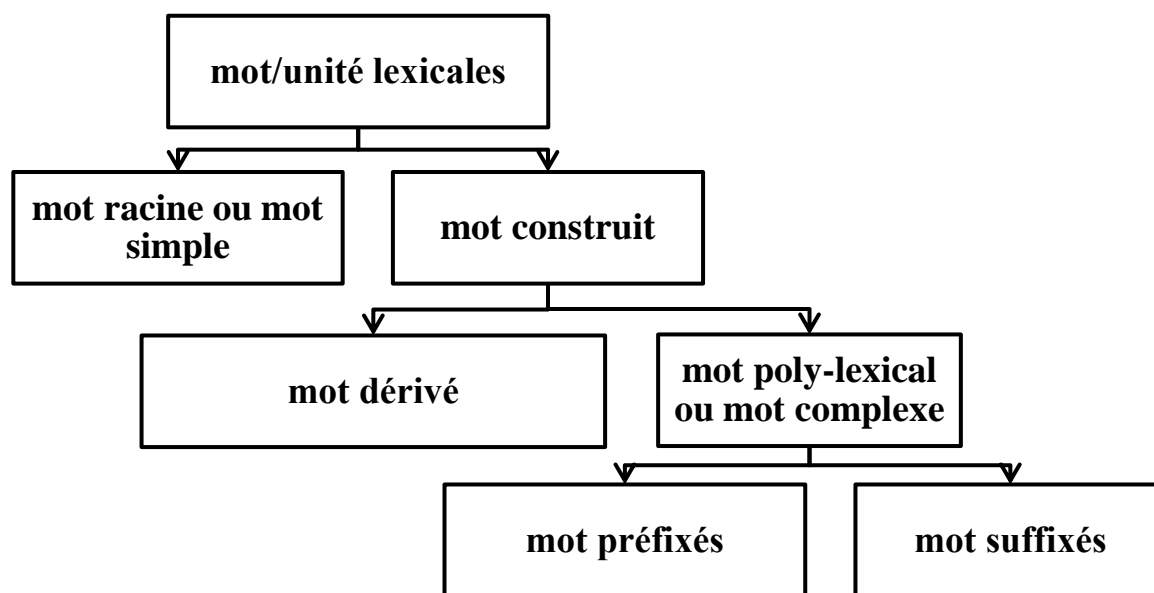 mot/unité lexicales
mot racine ou mot
simple
mot construit
mot dérivé
mot poly-lexical
ou mot complexe
mot préfixés
mot suffixés